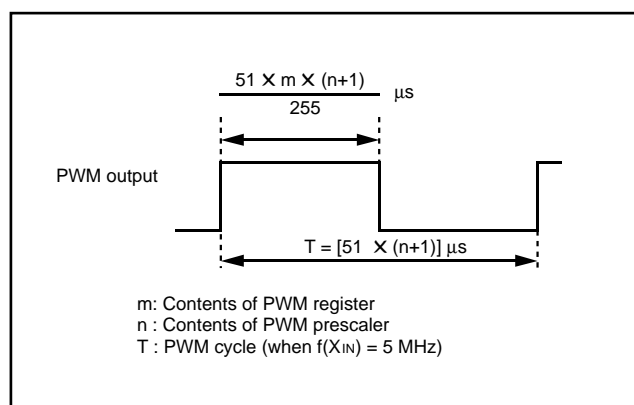 51 × m × (n+1)
255
μs
PWM output
T = [51 × (n+1)] μs
m: Contents of PWM register
n : Contents of PWM prescaler
T : PWM cycle (when f(XIN) = 5 MHz)